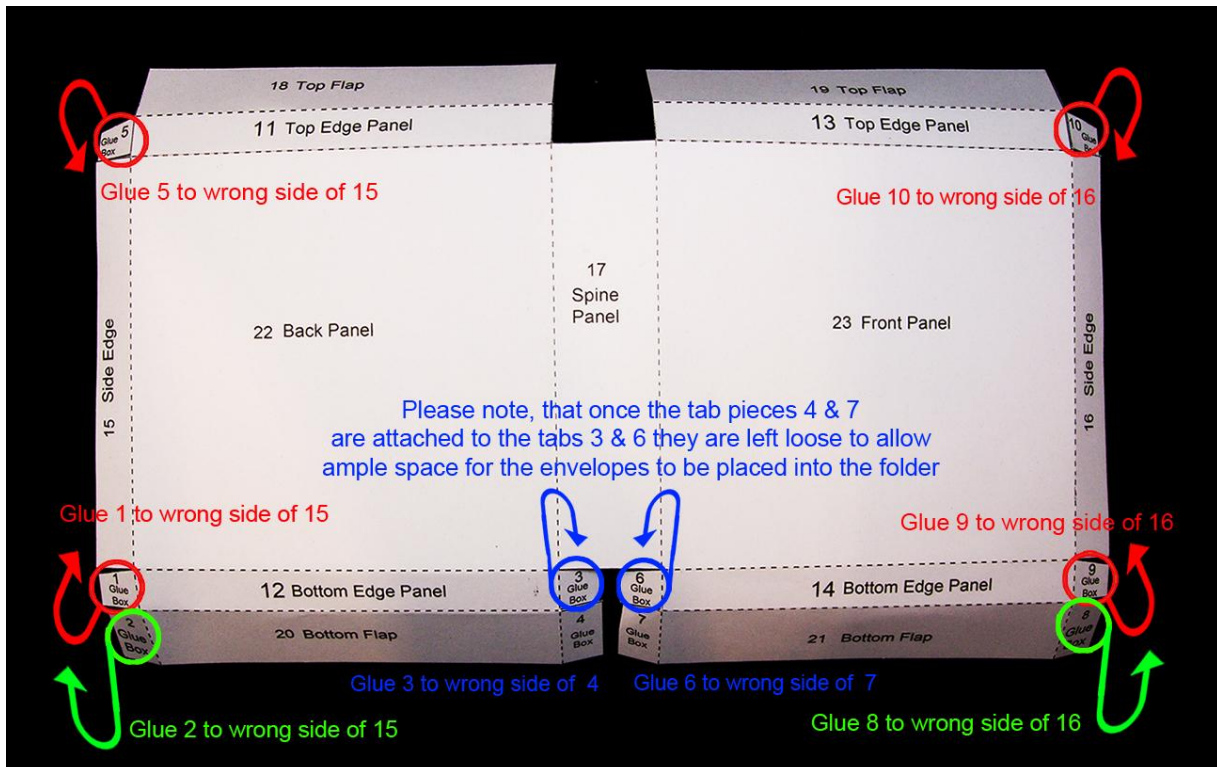 18 Top Flap
19 Top Flap
5
Glue
Box
11 Top Edge Panel
13 Top Edge Panel
10
Glue
Box
Glue 5 to wrong side of 15
Glue 10 to wrong side of 16
17
Spine
Panel
15 Side Edge
22 Back Panel
23 Front Panel
16 Side Edge
Please note, that once the tab pieces 4 & 7
are attached to the tabs 3 & 6 they are left loose to allow
ample space for the envelopes to be placed into the folder
Glue 1 to wrong side of 15
Glue 9 to wrong side of 16
1
Glue
Box
12 Bottom Edge Panel
3
Glue
Box
6
Glue
Box
14 Bottom Edge Panel
9
Glue
Box
2
Glue
Box
20 Bottom Flap
4
Glue
Box
7
Glue
Box
21 Bottom Flap
8
Glue
Box
Glue 3 to wrong side of 4
Glue 6 to wrong side of 7
Glue 2 to wrong side of 15
Glue 8 to wrong side of 16